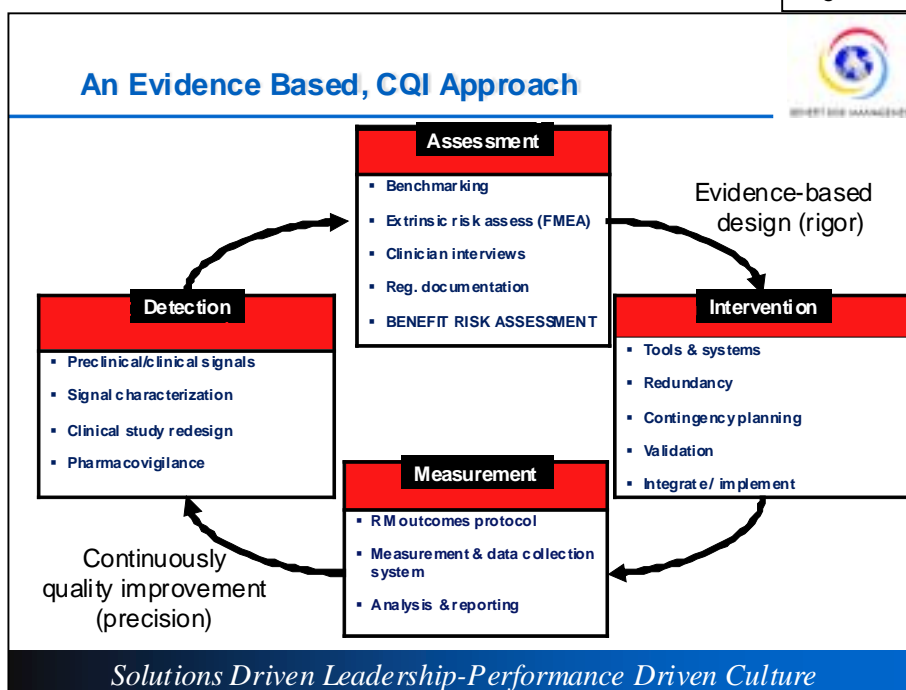 An Evidence Based, CQI Approach
BENEFIT RISK MANAGEMENT
Assessment
▪ Benchmarking
▪ Extrinsic risk assess (FMEA)
▪ Clinician interviews
▪ Reg. documentation
▪ BENEFIT RISK ASSESSMENT
Evidence-based
design (rigor)
Detection
▪ Preclinical/clinical signals
▪ Signal characterization
▪ Clinical study redesign
▪ Pharmacovigilance
Intervention
▪ Tools & systems
▪ Redundancy
▪ Contingency planning
▪ Validation
▪ Integrate / implement
Measurement
▪ RM outcomes protocol
▪ Measurement & data collection
system
▪ Analysis & reporting
Continuously
quality improvement
(precision)
Solutions Driven Leadership-Performance Driven Culture